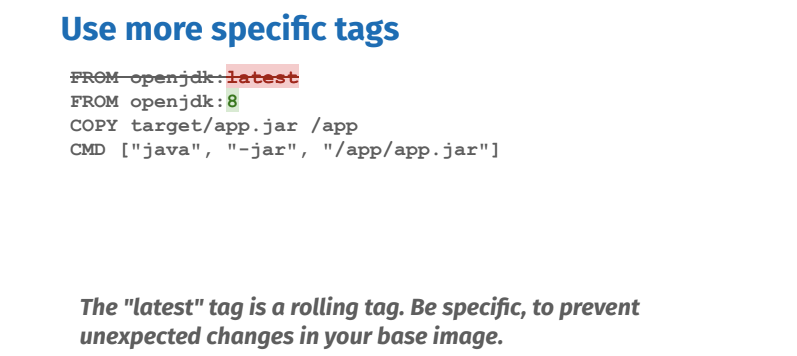 Use more specific tags
FROM openjdk:latest
FROM openjdk:8
COPY target/app.jar /app
CMD ["java", "-jar", "/app/app.jar"]
The "latest" tag is a rolling tag. Be specific, to prevent
unexpected changes in your base image.